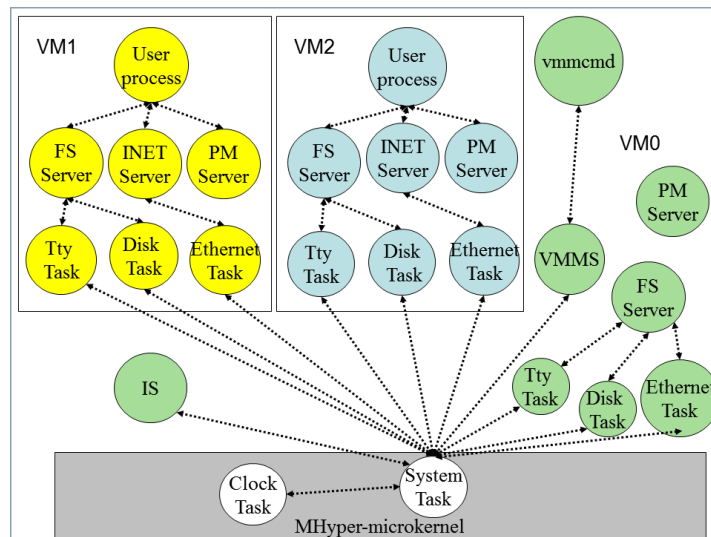 VM1
User
process
FS
Server
INET
Server
PM
Server
Tty
Task
Disk
Task
Ethernet
Task
VM2
User
process
FS
Server
INET
Server
PM
Server
Tty
Task
Disk
Task
Ethernet
Task
vmmcmd
VM0
PM
Server
VMMS
FS
Server
Tty
Task
Disk
Task
Ethernet
Task
IS
Clock
Task
System
Task
MHyper-microkernel